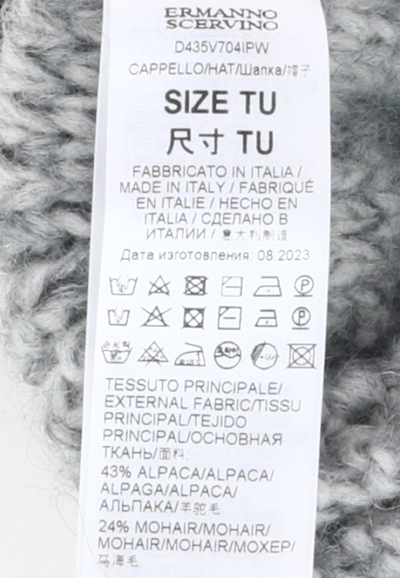 ERMANNO
SCERVINO
D435V704IPW
CAPPELLO/HAT/Шапка/帽子
SIZE TU
尺寸 TU
FABBRICATO IN ITALIA /
MADE IN ITALY / FABRIQUÉ
EN ITALIE / HECHO EN
ITALIA / СДЕЛАНО В
ИТАЛИИ / 意大利制造
Дата изготовления: 08.2023
TESSUTO PRINCIPALE/
EXTERNAL FABRIC/TISSU
PRINCIPAL/TEJIDO
PRINCIPAL/ОСНОВНАЯ
ТКАНЬ/面料:
43% ALPACA/ALPACA/
ALPAGA/ALPACA/
АЛЬПАКА/羊驼毛
24% MOHAIR/MOHAIR/
MOHAIR/MOHAIR/МОХЕР/
马海毛